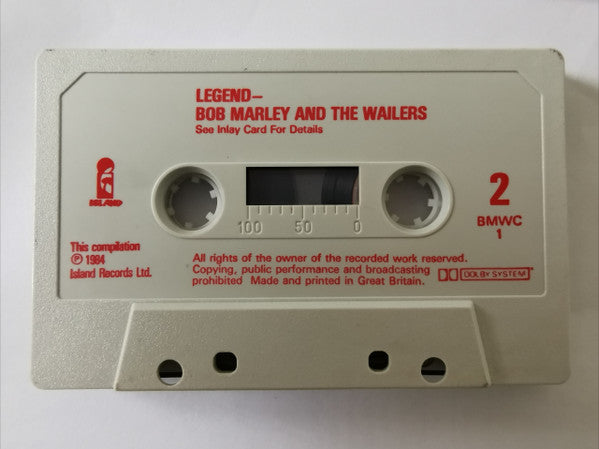 LEGEND–
BOB MARLEY AND THE WAILERS
See Inlay Card For Details
ISLAND
2
BMWC
1
100 50 0
This compilation
℗ 1984
Island Records Ltd.
All rights of the owner of the recorded work reserved.
Copying, public performance and broadcasting
prohibited Made and printed in Great Britain.
DOLBY SYSTEM